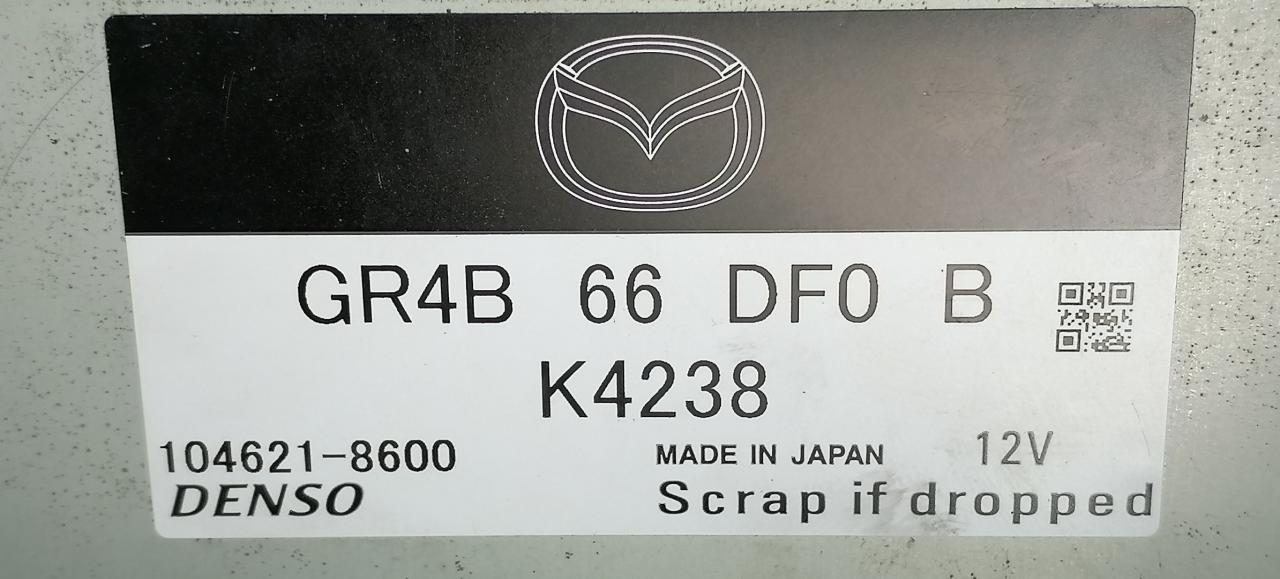 GR4B 66 DF0 B
K4238
104621-8600
MADE IN JAPAN 12V
DENSO
Scrap if dropped